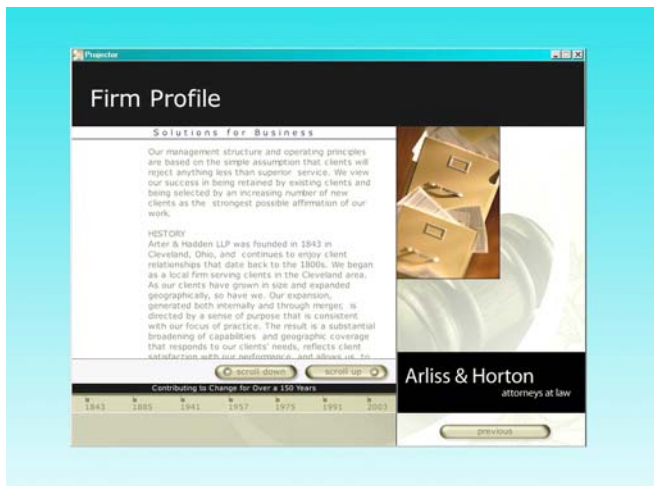 Projector
Firm Profile
Solutions for Business
Our management structure and operating principles
are based on the simple assumption that clients will
reject anything less than superior service. We view
our success in being retained by existing clients and
being selected by an increasing number of new
clients as the strongest possible affirmation of our
work.
HISTORY
Arter & Hadden LLP was founded in 1843 in
Cleveland, Ohio, and continues to enjoy client
relationships that date back to the 1800s. We began
as a local firm serving clients in the Cleveland area.
As our clients have grown in size and expanded
geographically, so have we. Our expansion,
generated both internally and through merger, is
directed by a sense of purpose that is consistent
with our focus of practice. The result is a substantial
broadening of capabilities and geographic coverage
that responds to our clients' needs, reflects client
satisfaction with our performance, and allows us to
scroll down
scroll up
Contributing to Change for Over a 150 Years
1843 1885 1941 1957 1975 1991 2003
Arliss & Horton
attorneys at law
previous